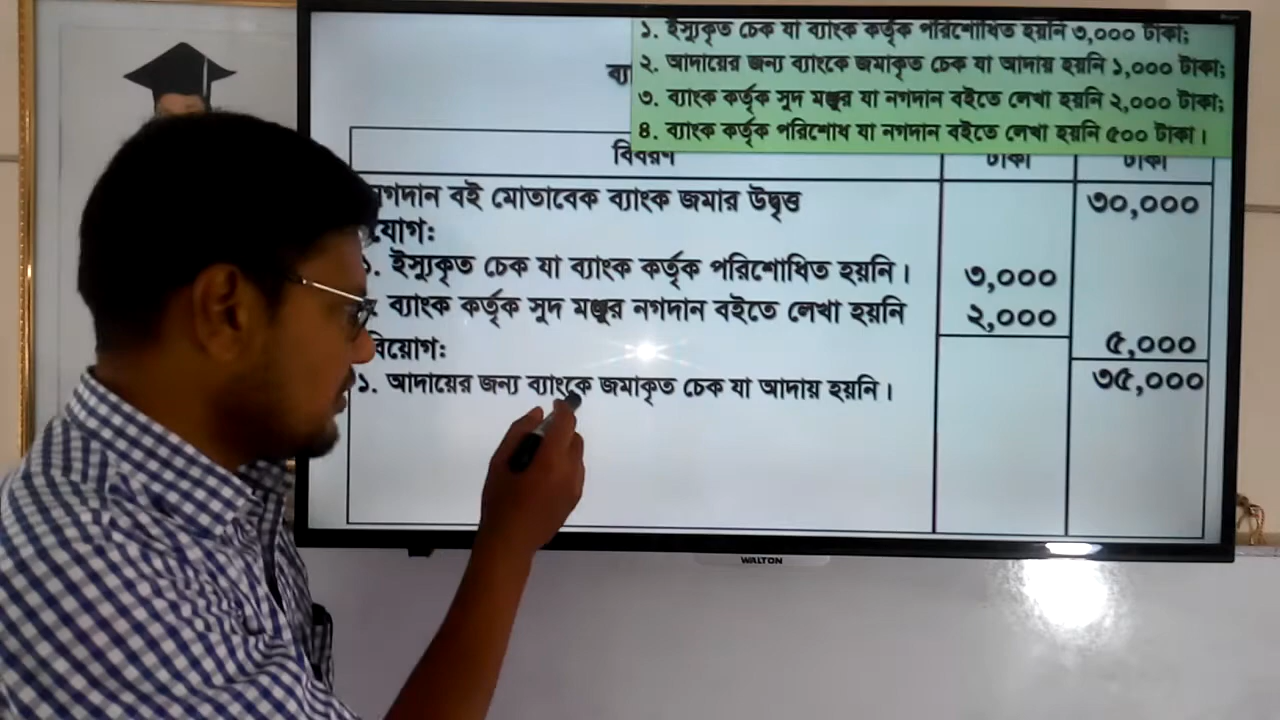 ১. ইস্যুকৃত চেক যা ব্যাংক কর্তৃক পরিশোধিত হয়নি ৩,০০০ টাকা;
২. আদায়ের জন্য ব্যাংকে জমাকৃত চেক যা আদায় হয়নি ১,০০০ টাকা;
৩. ব্যাংক কর্তৃক সুদ মঞ্জুর যা নগদান বইতে লেখা হয়নি ২,০০০ টাকা;
৪. ব্যাংক কর্তৃক পরিশোধ যা নগদান বইতে লেখা হয়নি ৫০০ টাকা।
বিবরণ টাকা টাকা
নগদান বই মোতাবেক ব্যাংক জমার উদ্বৃত্ত ৩০,০০০
যোগ:
১. ইস্যুকৃত চেক যা ব্যাংক কর্তৃক পরিশোধিত হয়নি। ৩,০০০
ব্যাংক কর্তৃক সুদ মঞ্জুর নগদান বইতে লেখা হয়নি ২,০০০
৫,০০০
বিয়োগ:
৩৫,০০০
১. আদায়ের জন্য ব্যাংকে জমাকৃত চেক যা আদায় হয়নি।
WALTON